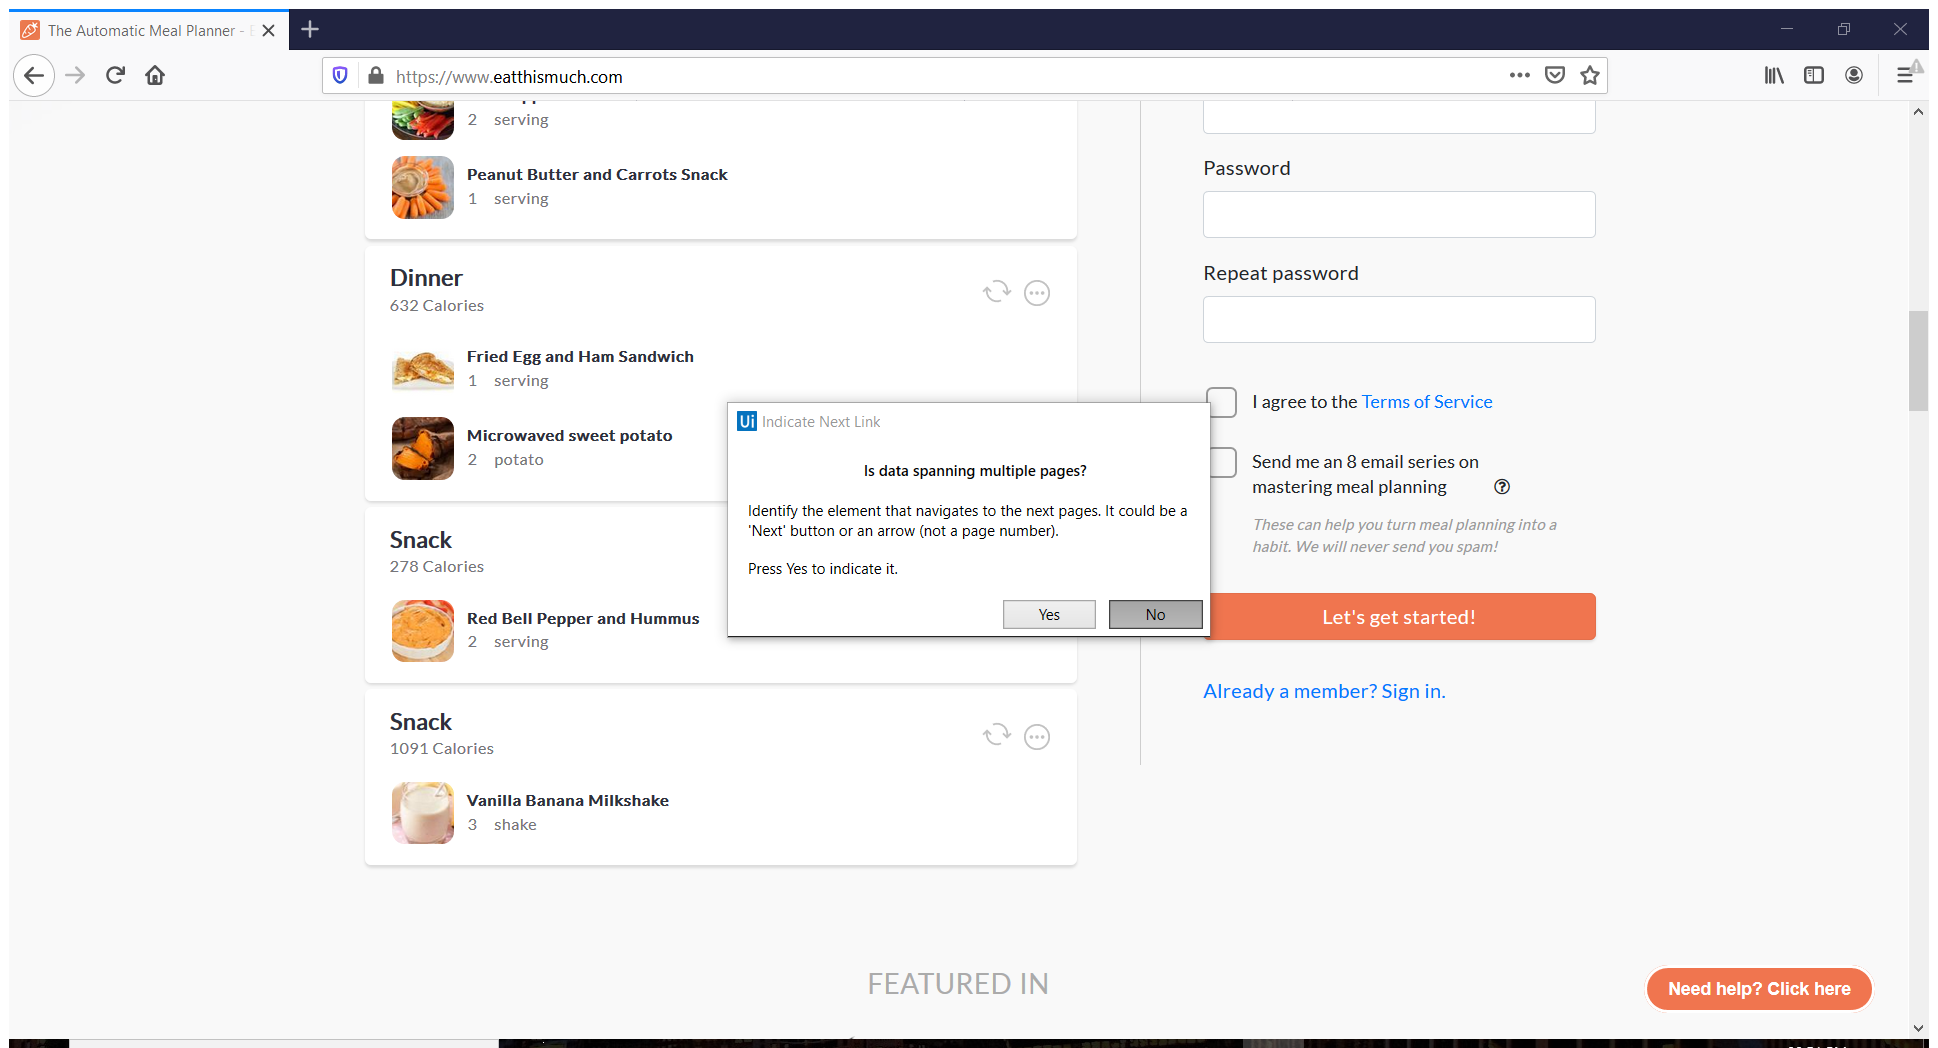 The Automatic Meal Planner -
https://www.eatthismuch.com
2 serving
Peanut Butter and Carrots Snack
1 serving
Dinner
632 Calories
Fried Egg and Ham Sandwich
1 serving
Microwaved sweet potato
2 potato
Snack
278 Calories
Red Bell Pepper and Hummus
2 serving
Snack
1091 Calories
Vanilla Banana Milkshake
3 shake
Ui Indicate Next Link
Is data spanning multiple pages?
Identify the element that navigates to the next pages. It could be a
'Next' button or an arrow (not a page number).
Press Yes to indicate it.
Yes
No
Password
Repeat password
I agree to the Terms of Service
Send me an 8 email series on
mastering meal planning
These can help you turn meal planning into a
habit. We will never send you spam!
Let's get started!
Already a member? Sign in.
FEATURED IN
Need help? Click here